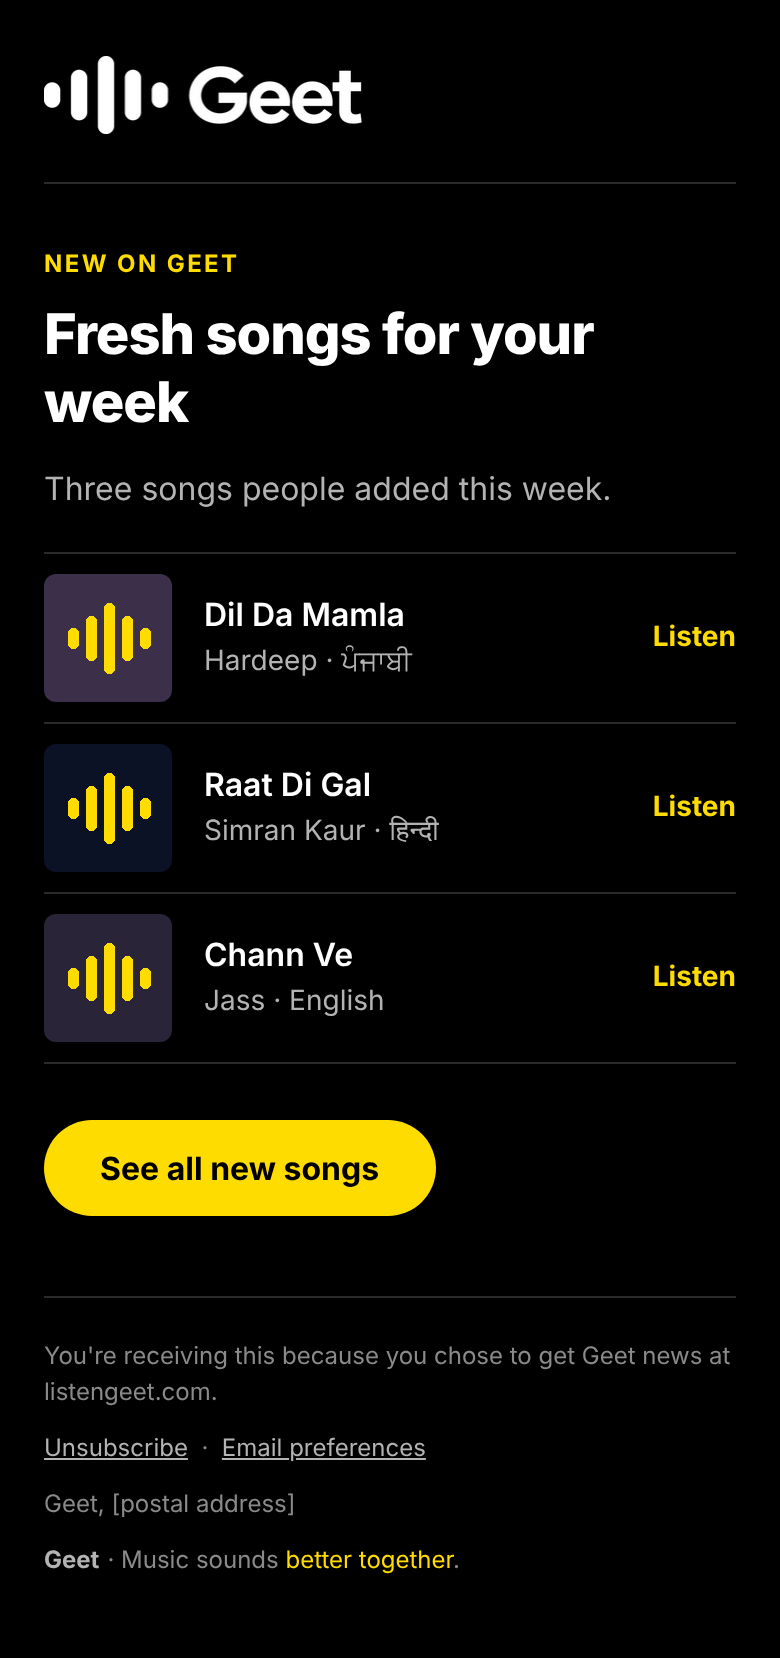 Geet
NEW ON GEET
Fresh songs for your
week
Three songs people added this week.
Dil Da Mamla
Hardeep · ਪੰਜਾਬੀ
Listen
Raat Di Gal
Simran Kaur · हिन्दी
Listen
Chann Ve
Jass · English
Listen
See all new songs
You're receiving this because you chose to get Geet news at
listengeet.com.
Unsubscribe · Email preferences
Geet, [postal address]
Geet · Music sounds better together.